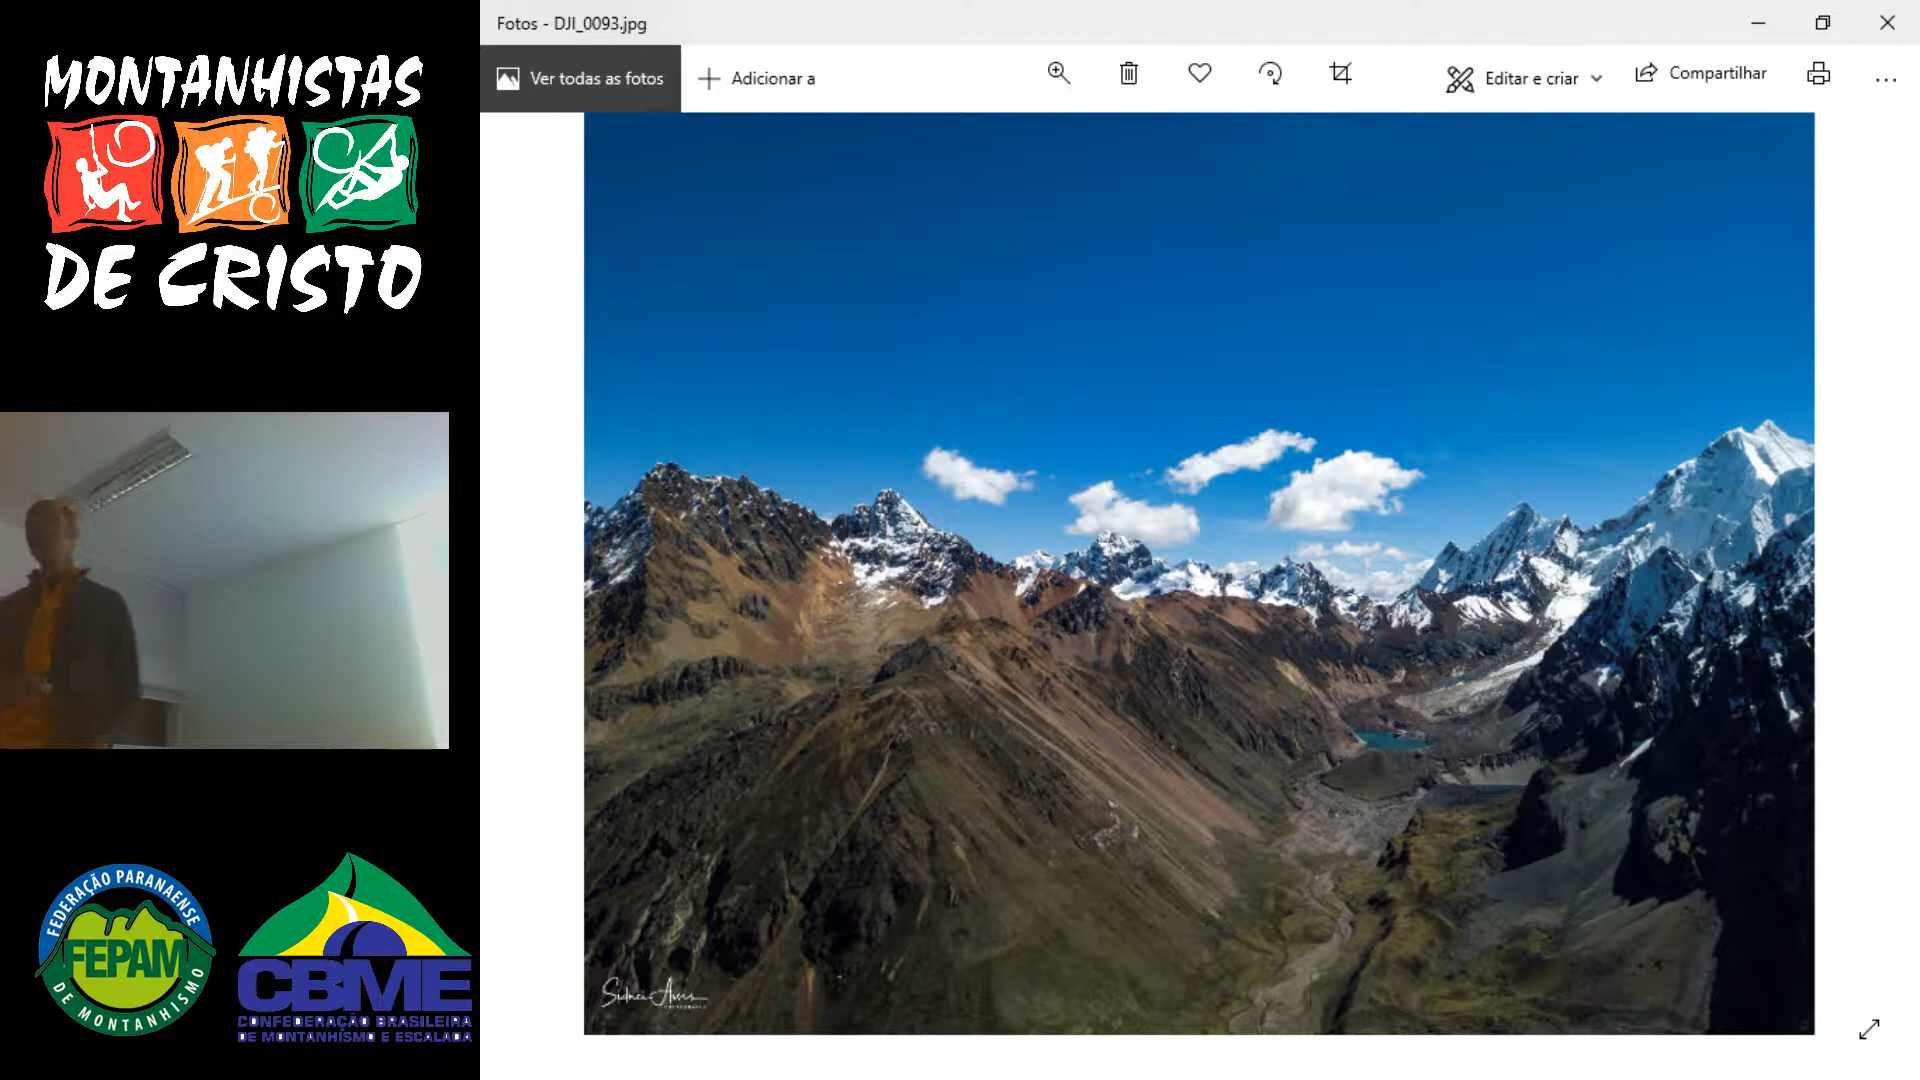 MONTANHISTAS
DE CRISTO
FEDERAÇÃO PARANAENSE
FEPAM
DE MONTANHISMO
CBME
CONFEDERAÇÃO BRASILEIRA
DE MONTANHISMO E ESCALADA
Fotos - DJI_0093.jpg
Ver todas as fotos
Adicionar a
Editar e criar
Compartilhar